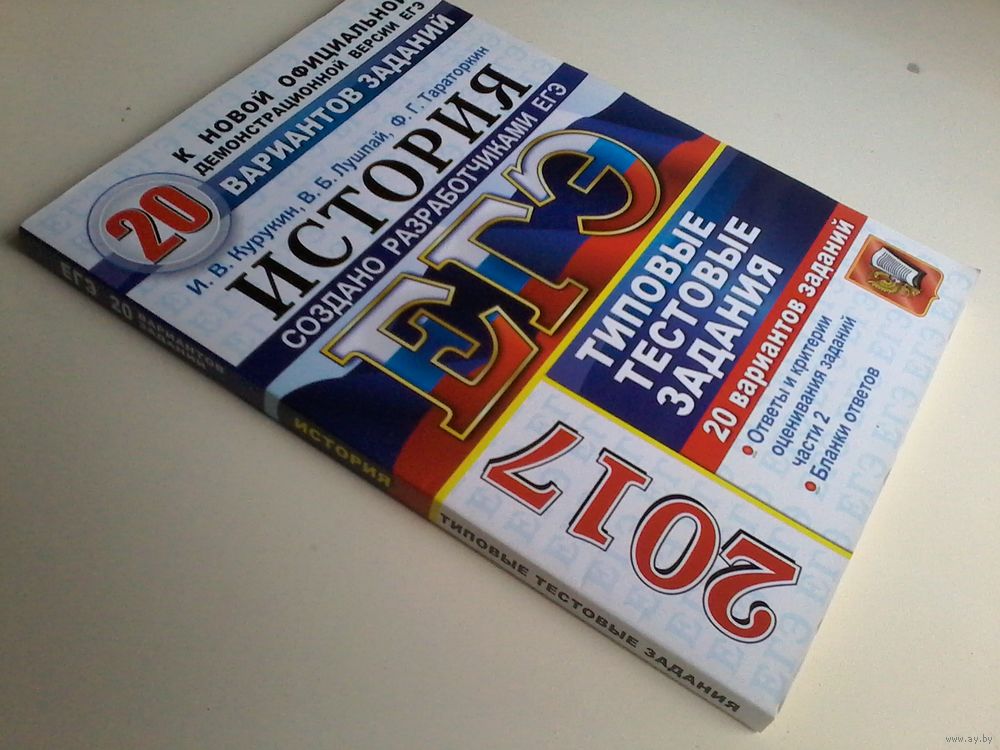 К НОВОЙ ОФИЦИАЛЬНОЙ
ДЕМОНСТРАЦИОННОЙ ВЕРСИИ ЕГЭ
20
ВАРИАНТОВ ЗАДАНИЙ
И. В. Курукин, В. Б. Лушпай, Ф. Г. Тараторкин
ИСТОРИЯ
СОЗДАНО РАЗРАБОТЧИКАМИ ЕГЭ
ЕГЭ
2017
ТИПОВЫЕ
ТЕСТОВЫЕ
ЗАДАНИЯ
20 вариантов заданий
• Ответы и критерии
оценивания заданий
части 2
• Бланки ответов
ЕГЭ 20 ВАРИАНТОВ
ЗАДАНИЙ
ИСТОРИЯ
ТИПОВЫЕ ТЕСТОВЫЕ ЗАДАНИЯ
www.ay.by